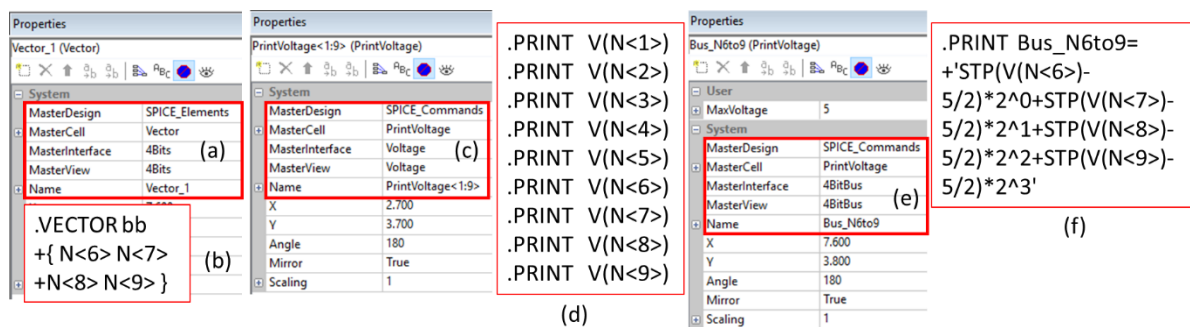 Properties
Vector_1 (Vector)
System
MasterDesign SPICE_Elements
MasterCell Vector
MasterInterface 4Bits
MasterView 4Bits
Name Vector_1
(a)
.VECTOR bb
+{ N<6> N<7>
+N<8> N<9> }
(b)
Properties
PrintVoltage<1:9> (PrintVoltage)
System
MasterDesign SPICE_Commands
MasterCell PrintVoltage
MasterInterface Voltage
MasterView Voltage
Name PrintVoltage<1:9>
X 2.700
Y 3.700
Angle 180
Mirror True
Scaling 1
(c)
.PRINT V(N<1>)
.PRINT V(N<2>)
.PRINT V(N<3>)
.PRINT V(N<4>)
.PRINT V(N<5>)
.PRINT V(N<6>)
.PRINT V(N<7>)
.PRINT V(N<8>)
.PRINT V(N<9>)
(d)
Properties
Bus_N6to9 (PrintVoltage)
User
MaxVoltage 5
System
MasterDesign SPICE_Commands
MasterCell PrintVoltage
MasterInterface 4BitBus
MasterView 4BitBus
Name Bus_N6to9
X 7.600
Y 3.800
Angle 180
Mirror True
Scaling 1
(e)
.PRINT Bus_N6to9=
+'STP(V(N<6>)-
5/2)*2^0+STP(V(N<7>)-
5/2)*2^1+STP(V(N<8>)-
5/2)*2^2+STP(V(N<9>)-
5/2)*2^3'
(f)